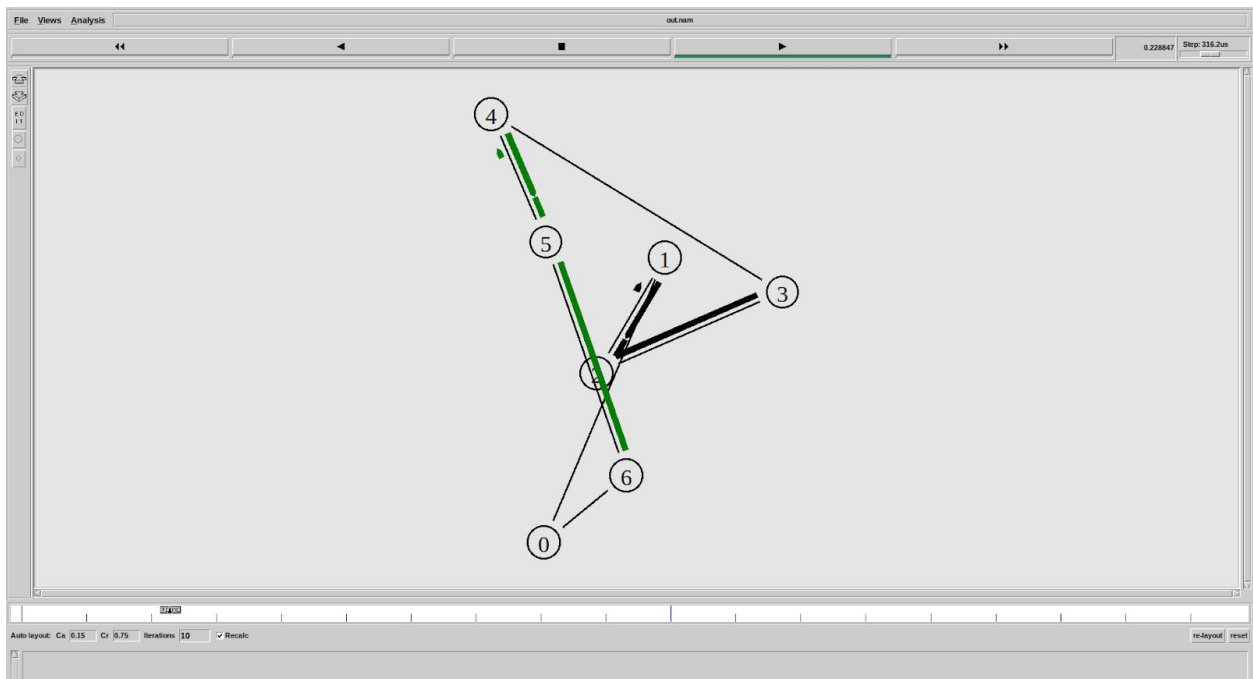 File Views Analysis out.nam
0.228847 Step: 316.2us
E D
I T
4
5
1
3
2
6
0
Auto layout: Ca 0.15 Cr 0.75 Iterations 10 Recalc re-layout reset